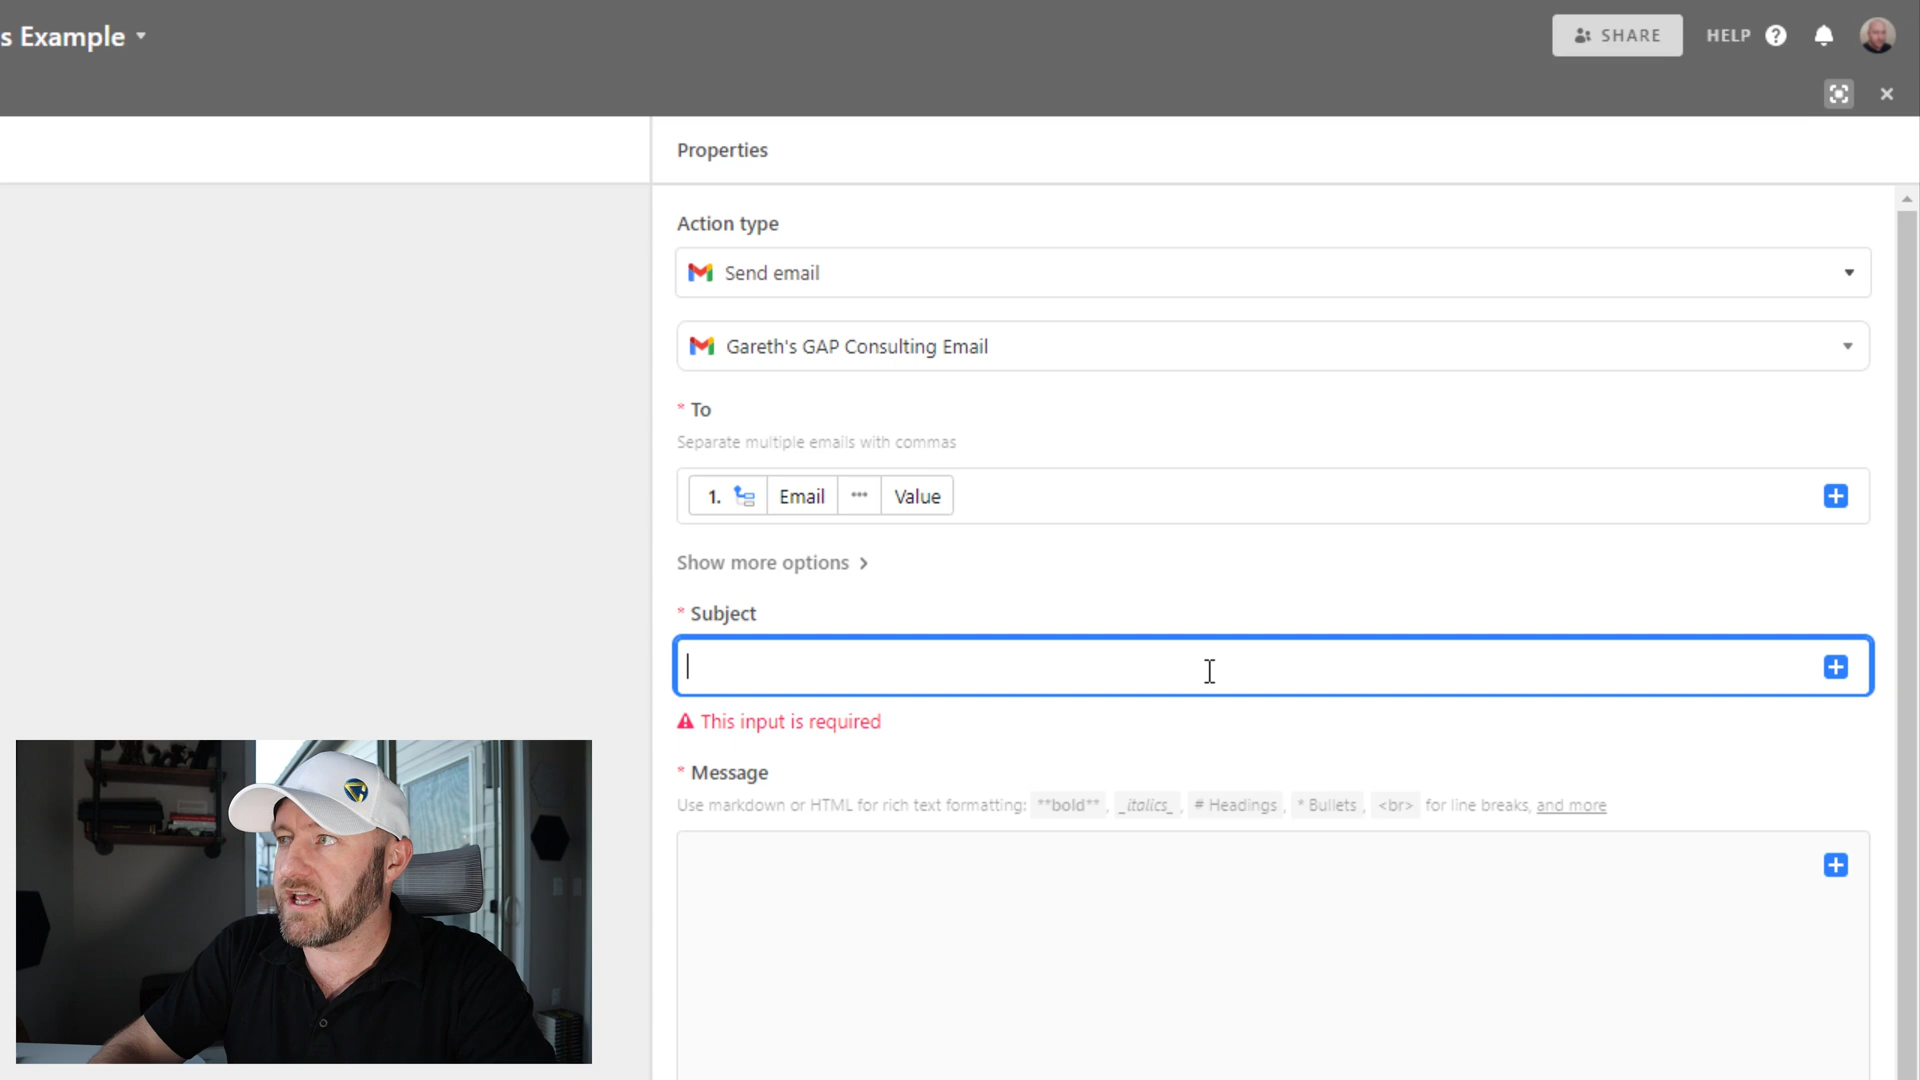 s Example
SHARE
HELP
Properties
Action type
Send email
Gareth's GAP Consulting Email
* To
Separate multiple emails with commas
1. Email ••• Value
Show more options
* Subject
This input is required
* Message
Use markdown or HTML for rich text formatting: **bold** , _italics_ , # Headings , * Bullets , <br> for line breaks, and more